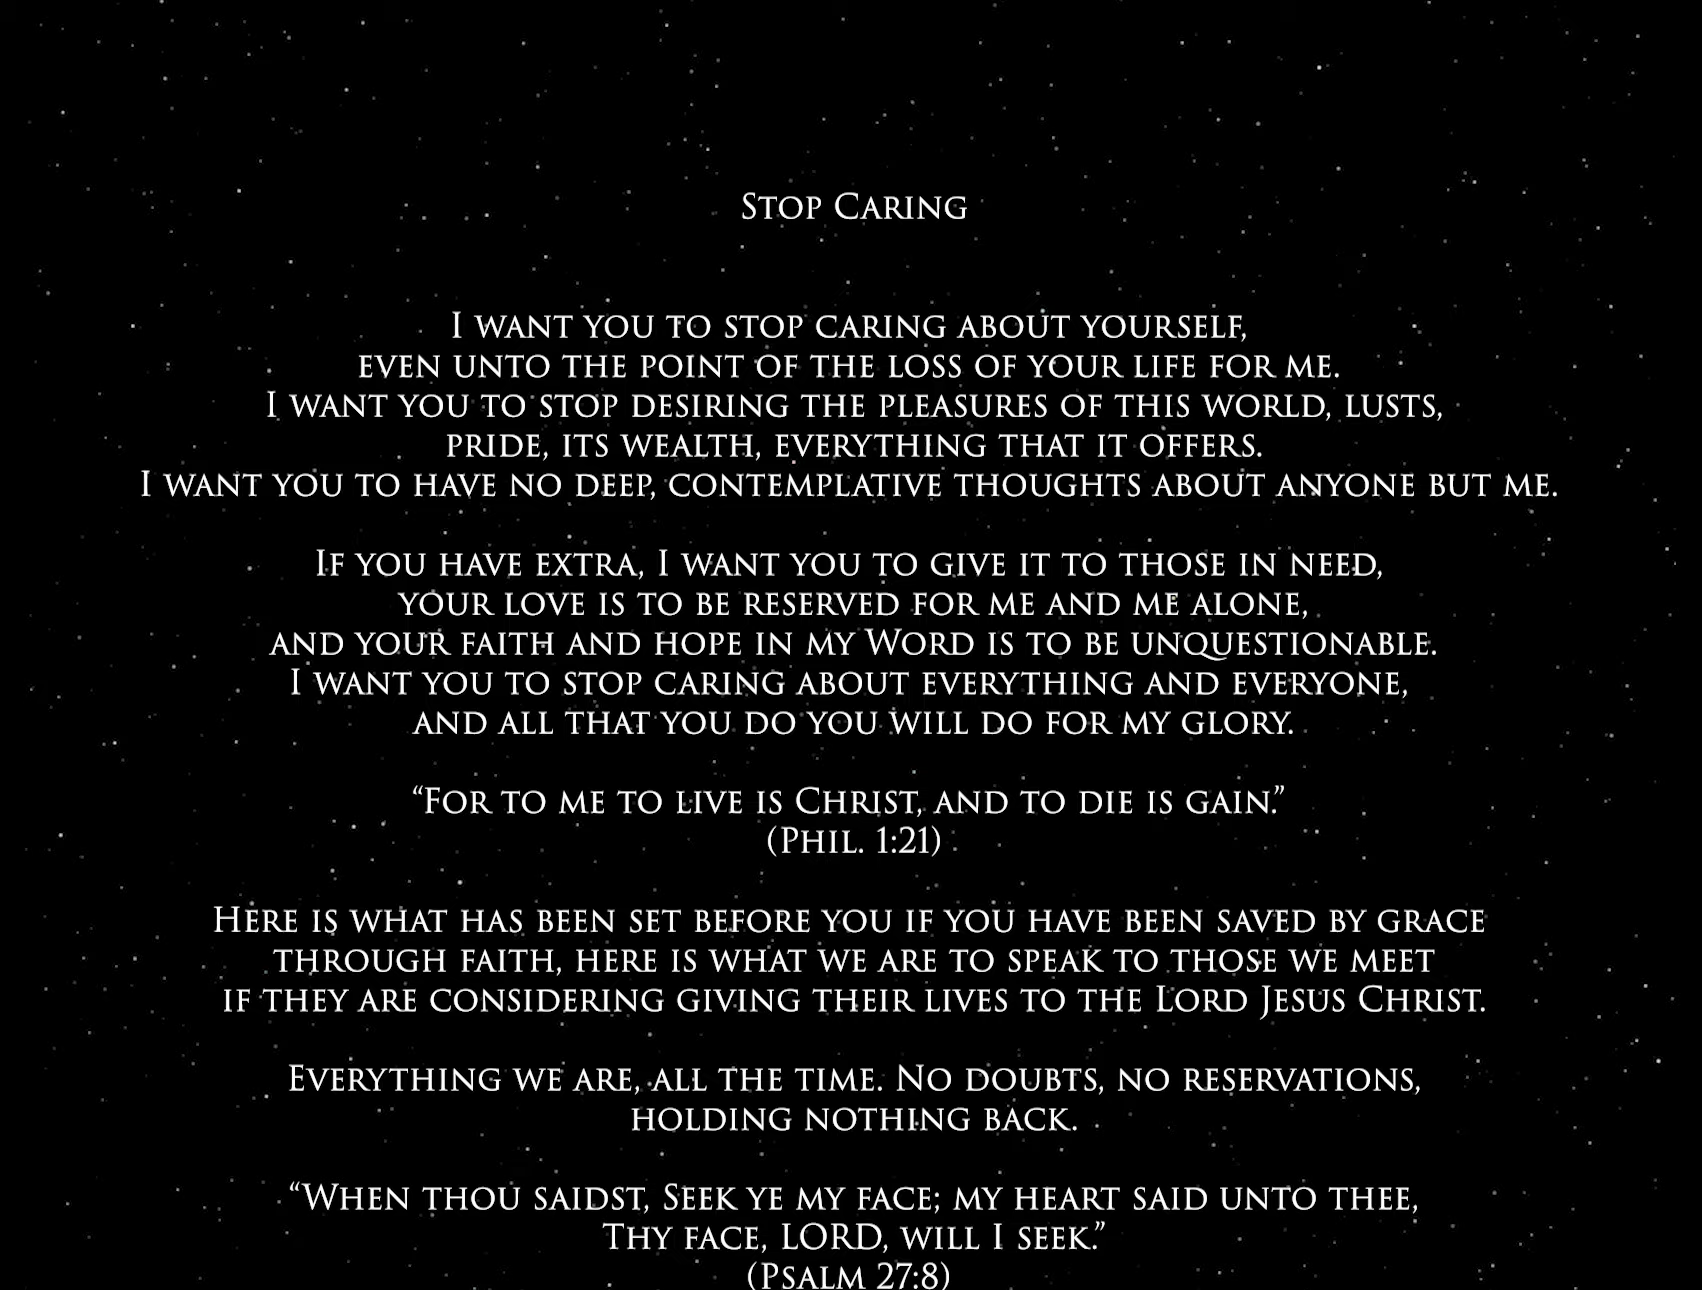 Stop Caring
I want you to stop caring about yourself,
even unto the point of the loss of your life for me.
I want you to stop desiring the pleasures of this world, lusts,
pride, its wealth, everything that it offers.
I want you to have no deep, contemplative thoughts about anyone but me.
If you have extra, I want you to give it to those in need,
your love is to be reserved for me and me alone,
and your faith and hope in my Word is to be unquestionable.
I want you to stop caring about everything and everyone,
and all that you do you will do for my glory.
“For to me to live is Christ, and to die is gain.”
(Phil. 1:21)
Here is what has been set before you if you have been saved by grace
through faith, here is what we are to speak to those we meet
if they are considering giving their lives to the Lord Jesus Christ.
Everything we are, all the time. No doubts, no reservations,
holding nothing back.
“When thou saidst, Seek ye my face; my heart said unto thee,
Thy face, LORD, will I seek.”
(Psalm 27:8)